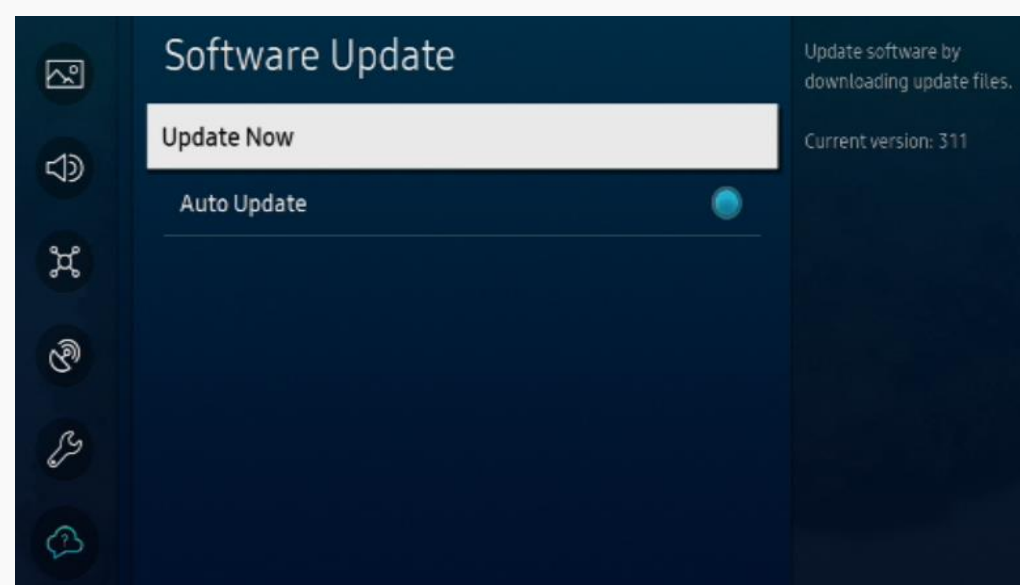 Software Update
Update Now
Auto Update
Update software by
downloading update files.
Current version: 311
?